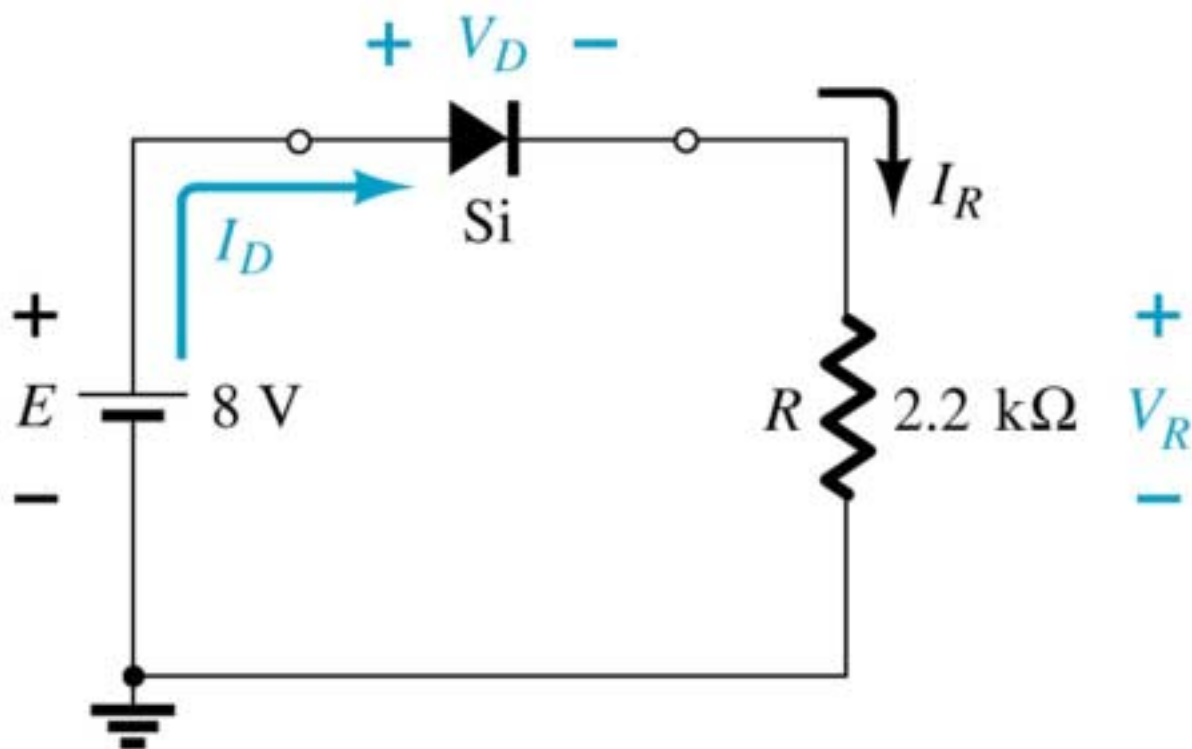 + V_D −
I_R
Si
I_D
+ +
E 8 V R 2.2 kΩ V_R
− −